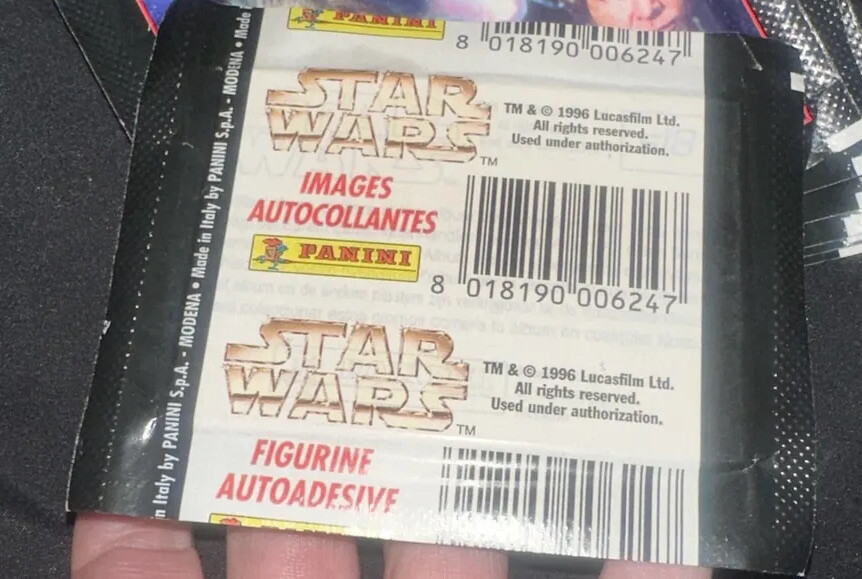 PANINI
8 018190 006247
STAR
WARS
TM
TM & © 1996 Lucasfilm Ltd.
All rights reserved.
Used under authorization.
IMAGES
AUTOCOLLANTES
PANINI
8 018190 006247
STAR
WARS
TM
TM & © 1996 Lucasfilm Ltd.
All rights reserved.
Used under authorization.
FIGURINE
AUTOADESIVE
n Italy by PANINI S.p.A. - MODENA • Made in Italy by PANINI S.p.A. - MODENA • Made